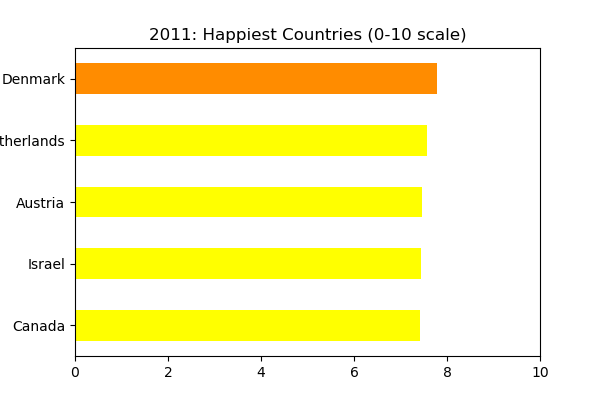 2011: Happiest Countries (0-10 scale)
Denmark
therlands
Austria
Israel
Canada
0 2 4 6 8 10